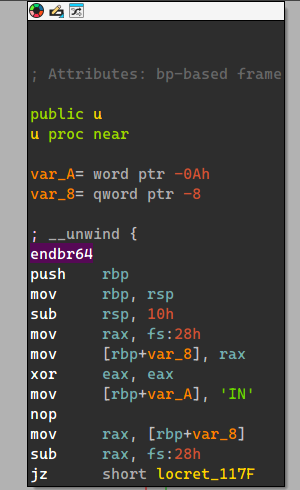 ; Attributes: bp-based frame
public u
u proc near
var_A= word ptr -0Ah
var_8= qword ptr -8
; __unwind {
endbr64
push rbp
mov rbp, rsp
sub rsp, 10h
mov rax, fs:28h
mov [rbp+var_8], rax
xor eax, eax
mov [rbp+var_A], 'IN'
nop
mov rax, [rbp+var_8]
sub rax, fs:28h
jz short locret_117F